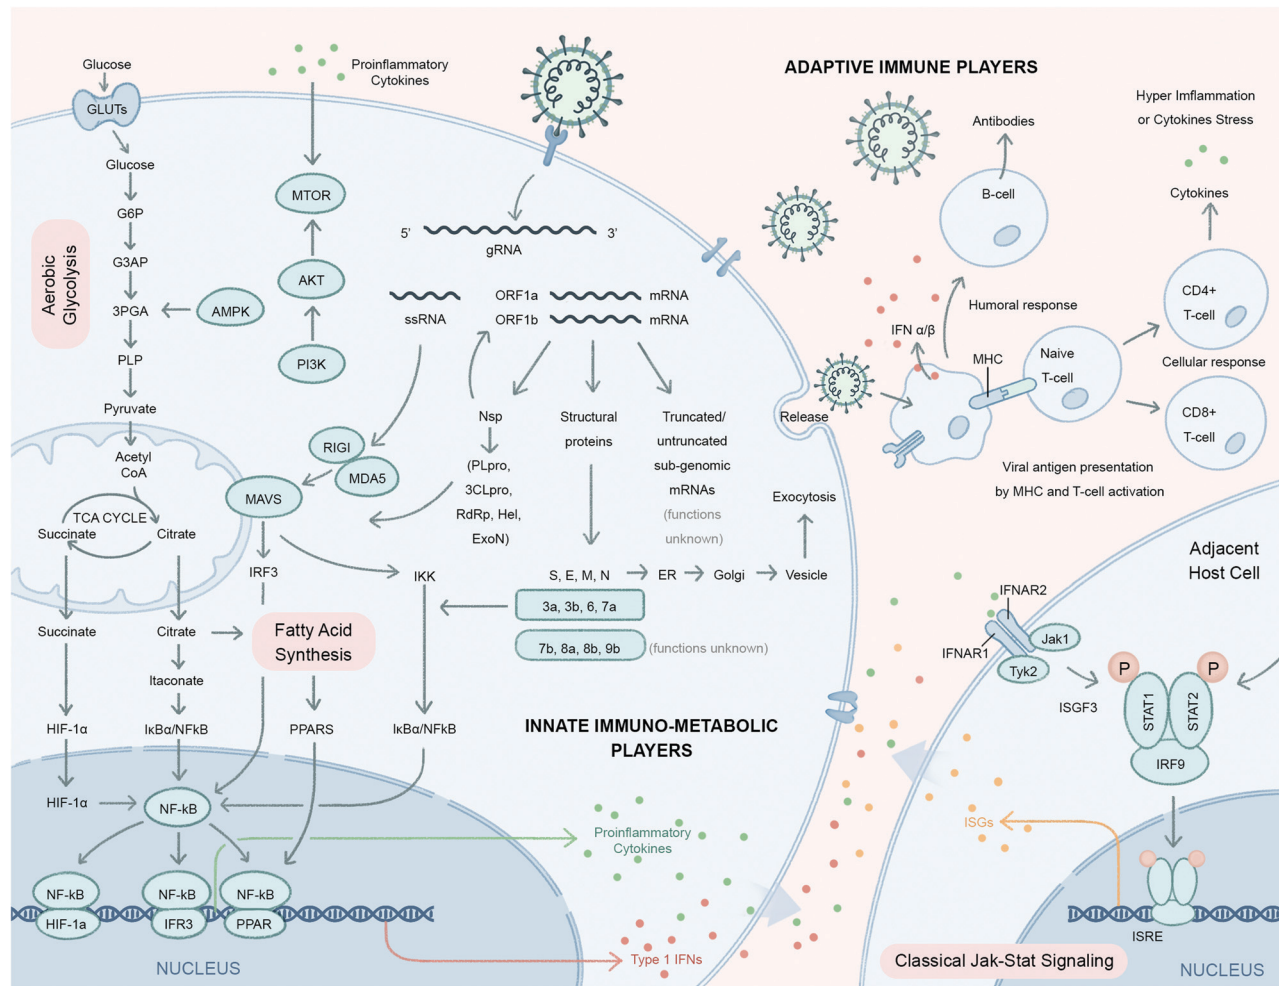 Glucose
GLUTs
Glucose
G6P
G3AP
3PGA
AMPK
PLP
Pyruvate
Acetyl
CoA
Aerobic
Glycolysis
Proinflammatory
Cytokines
MTOR
AKT
PI3K
5'
3'
gRNA
ssRNA
ORF1a
mRNA
ORF1b
mRNA
Nsp
(PLpro,
3CLpro,
RdRp, Hel,
ExoN)
Structural
proteins
Truncated/
untruncated
sub-genomic
mRNAs
(functions
unknown)
RIGI
MDA5
MAVS
TCA CYCLE
Succinate
Citrate
IRF3
IKK
S, E, M, N
ER
Golgi
Vesicle
Exocytosis
Release
3a, 3b, 6, 7a
7b, 8a, 8b, 9b
(functions unknown)
Succinate
Citrate
Fatty Acid
Synthesis
Itaconate
HIF-1α
IκBα/NFkB
PPARS
IκBα/NFkB
INNATE IMMUNO-METABOLIC
PLAYERS
HIF-1α
NF-kB
NF-kB
HIF-1a
NF-kB
IFR3
NF-kB
PPAR
NUCLEUS
Proinflammatory
Cytokines
Type 1 IFNs
ADAPTIVE IMMUNE PLAYERS
Antibodies
B-cell
Hyper Imflammation
or Cytokines Stress
Cytokines
CD4+
T-cell
Humoral response
IFN α/β
MHC
Naive
T-cell
Cellular response
CD8+
T-cell
Viral antigen presentation
by MHC and T-cell activation
Adjacent
Host Cell
IFNAR2
IFNAR1
Jak1
Tyk2
ISGF3
P
P
STAT1
STAT2
IRF9
ISGs
ISRE
Classical Jak-Stat Signaling
NUCLEUS